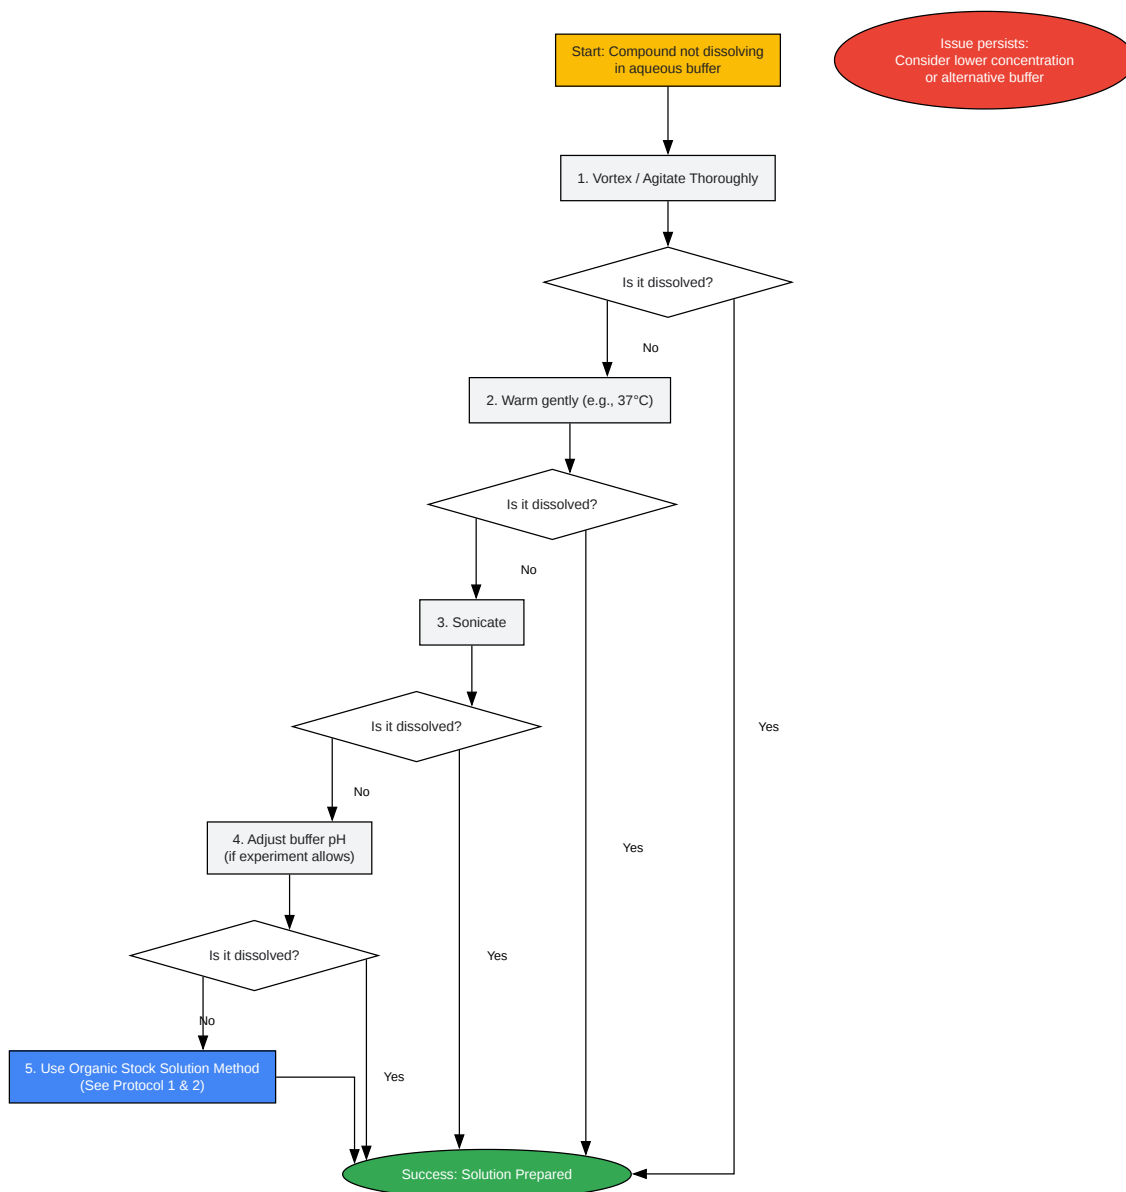 Start: Compound not dissolving
in aqueous buffer
Issue persists:
Consider lower concentration
or alternative buffer
1. Vortex / Agitate Thoroughly
Is it dissolved?
No
2. Warm gently (e.g., 37°C)
Is it dissolved?
No
3. Sonicate
Is it dissolved?
Yes
No
4. Adjust buffer pH
(if experiment allows)
Yes
Is it dissolved?
Yes
No
5. Use Organic Stock Solution Method
(See Protocol 1 & 2)
Yes
Success: Solution Prepared